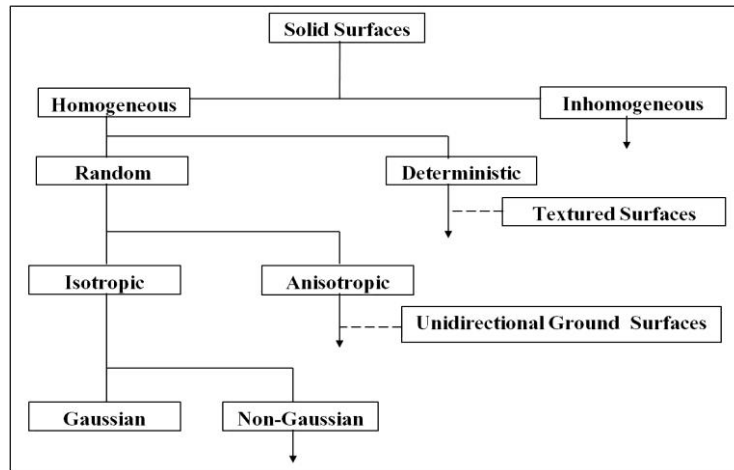 Solid Surfaces
Homogeneous
Inhomogeneous
Random
Deterministic
Textured Surfaces
Isotropic
Anisotropic
Unidirectional Ground Surfaces
Gaussian
Non-Gaussian